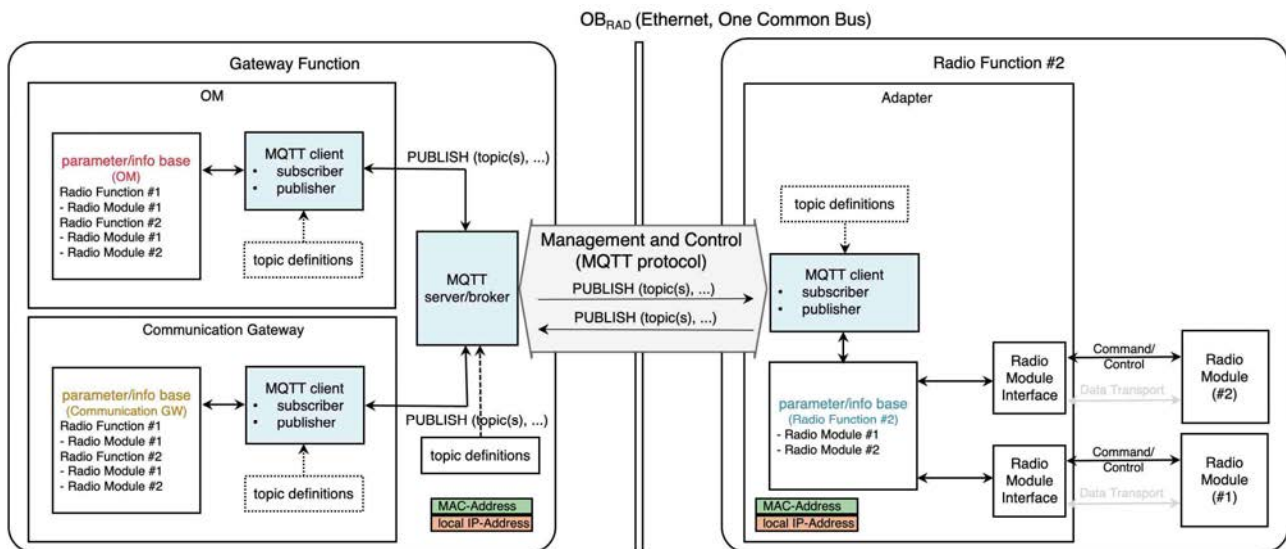 OBRAD (Ethernet, One Common Bus)
Gateway Function
OM
parameter/info base
(OM)
Radio Function #1
- Radio Module #1
Radio Function #2
- Radio Module #1
- Radio Module #2
MQTT client
• subscriber
• publisher
topic definitions
PUBLISH (topic(s), ...)
MQTT
server/broker
Communication Gateway
parameter/info base
(Communication GW)
Radio Function #1
- Radio Module #1
Radio Function #2
- Radio Module #1
- Radio Module #2
MQTT client
• subscriber
• publisher
topic definitions
PUBLISH (topic(s), ...)
topic definitions
MAC-Address
local IP-Address
Management and Control
(MQTT protocol)
PUBLISH (topic(s), ...)
PUBLISH (topic(s), ...)
Radio Function #2
Adapter
topic definitions
MQTT client
• subscriber
• publisher
parameter/info base
(Radio Function #2)
- Radio Module #1
- Radio Module #2
Radio
Module
Interface
Command/
Control
Data Transport
Radio
Module
(#2)
Radio
Module
Interface
Command/
Control
Data Transport
Radio
Module
(#1)
MAC-Address
local IP-Address